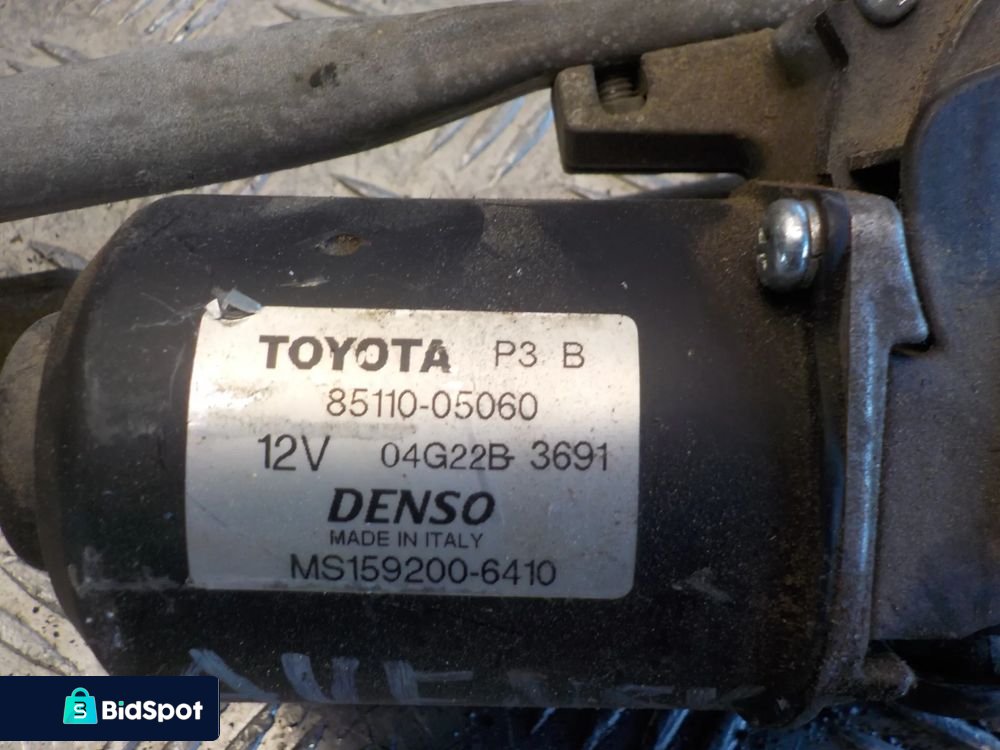 TOYOTA P3 B
85110-05060
12V 04G22B-3691
DENSO
MADE IN ITALY
MS159200-6410
BidSpot